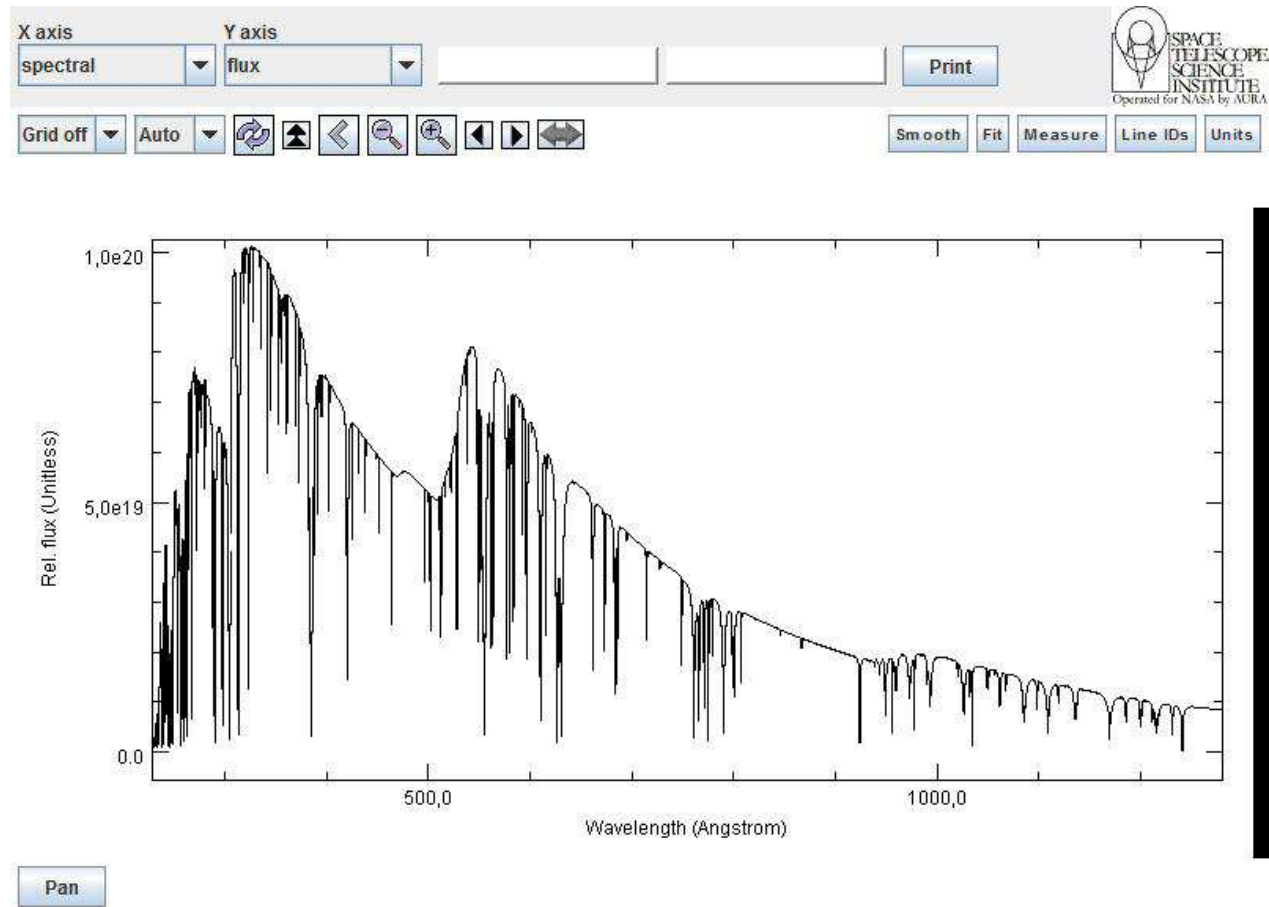 X axis
Y axis
spectral
flux
Print
SPACE
TELESCOPE
SCIENCE
INSTITUTE
Operated for NASA by AURA
Grid off
Auto
Smooth
Fit
Measure
Line IDs
Units
1,0e20
5,0e19
0.0
Rel. flux (Unitless)
500,0
1000,0
Wavelength (Angstrom)
Pan